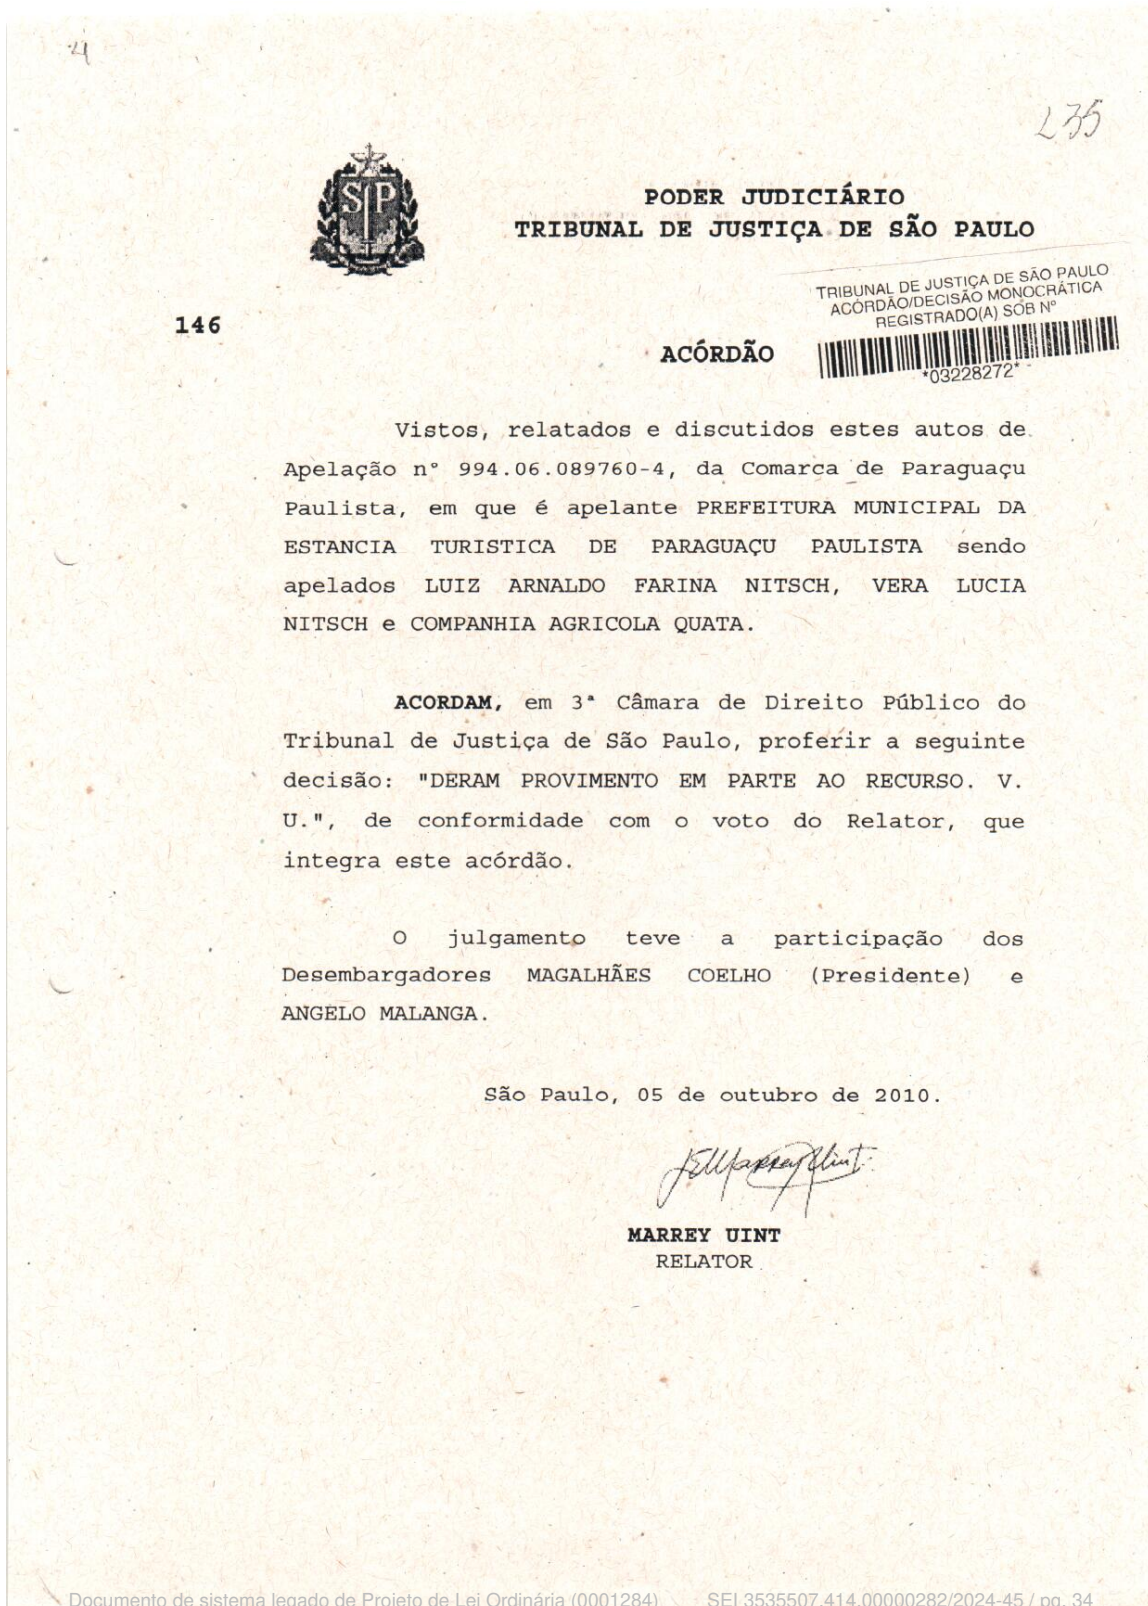 235
SP
PODER JUDICIÁRIO
TRIBUNAL DE JUSTIÇA DE SÃO PAULO
TRIBUNAL DE JUSTIÇA DE SÃO PAULO
ACÓRDÃO/DECISÃO MONOCRÁTICA
REGISTRADO(A) SOB Nº
*03228272*
146
ACÓRDÃO
Vistos, relatados e discutidos estes autos de
Apelação nº 994.06.089760-4, da Comarca de Paraguaçu
Paulista, em que é apelante PREFEITURA MUNICIPAL DA
ESTANCIA TURISTICA DE PARAGUAÇU PAULISTA sendo
apelados LUIZ ARNALDO FARINA NITSCH, VERA LUCIA
NITSCH e COMPANHIA AGRICOLA QUATA.
ACORDAM, em 3ª Câmara de Direito Público do
Tribunal de Justiça de São Paulo, proferir a seguinte
decisão: "DERAM PROVIMENTO EM PARTE AO RECURSO. V.
U.", de conformidade com o voto do Relator, que
integra este acórdão.
O julgamento teve a participação dos
Desembargadores MAGALHÃES COELHO (Presidente) e
ANGELO MALANGA.
São Paulo, 05 de outubro de 2010.
MARREY UINT
RELATOR
Documento de sistema legado de Projeto de Lei Ordinária (0001284) SEI 3535507.414.00000282/2024-45 / pg. 34